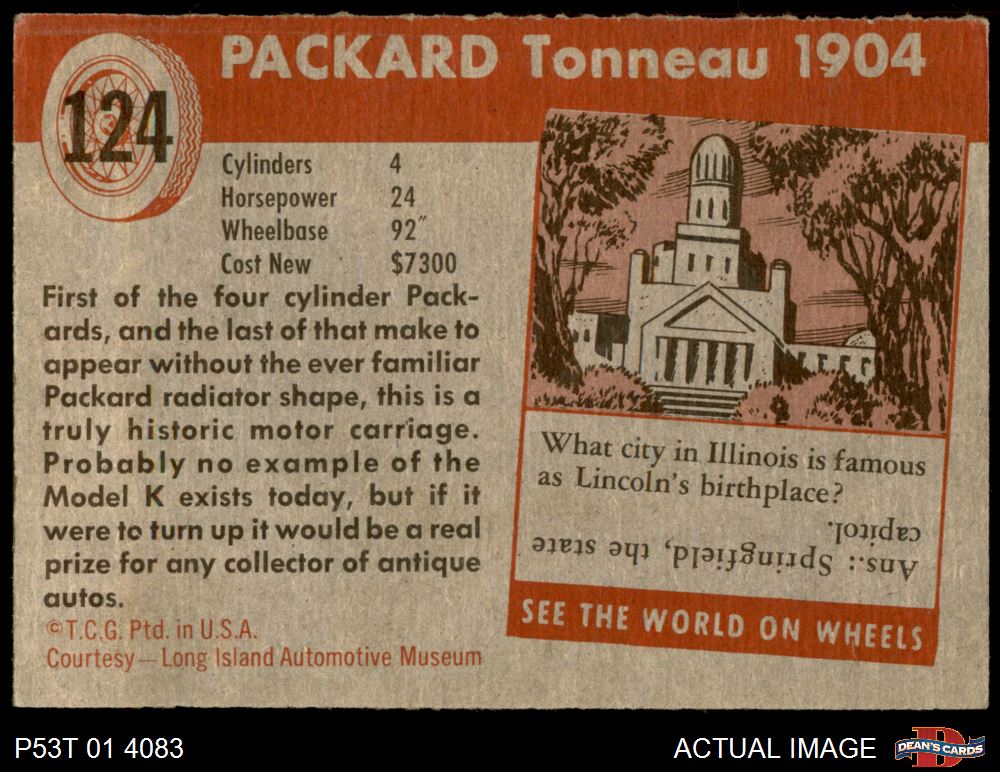 PACKARD Tonneau 1904
124
Cylinders 4
Horsepower 24
Wheelbase 92"
Cost New $7300
First of the four cylinder Pack-
ards, and the last of that make to
appear without the ever familiar
Packard radiator shape, this is a
truly historic motor carriage.
Probably no example of the
Model K exists today, but if it
were to turn up it would be a real
prize for any collector of antique
autos.
©T.C.G. Ptd. in U.S.A.
Courtesy—Long Island Automotive Museum
What city in Illinois is famous
as Lincoln's birthplace?
Ans.: Springfield, the state
capitol.
SEE THE WORLD ON WHEELS
P53T 01 4083
ACTUAL IMAGE
D
DEAN'S CARDS